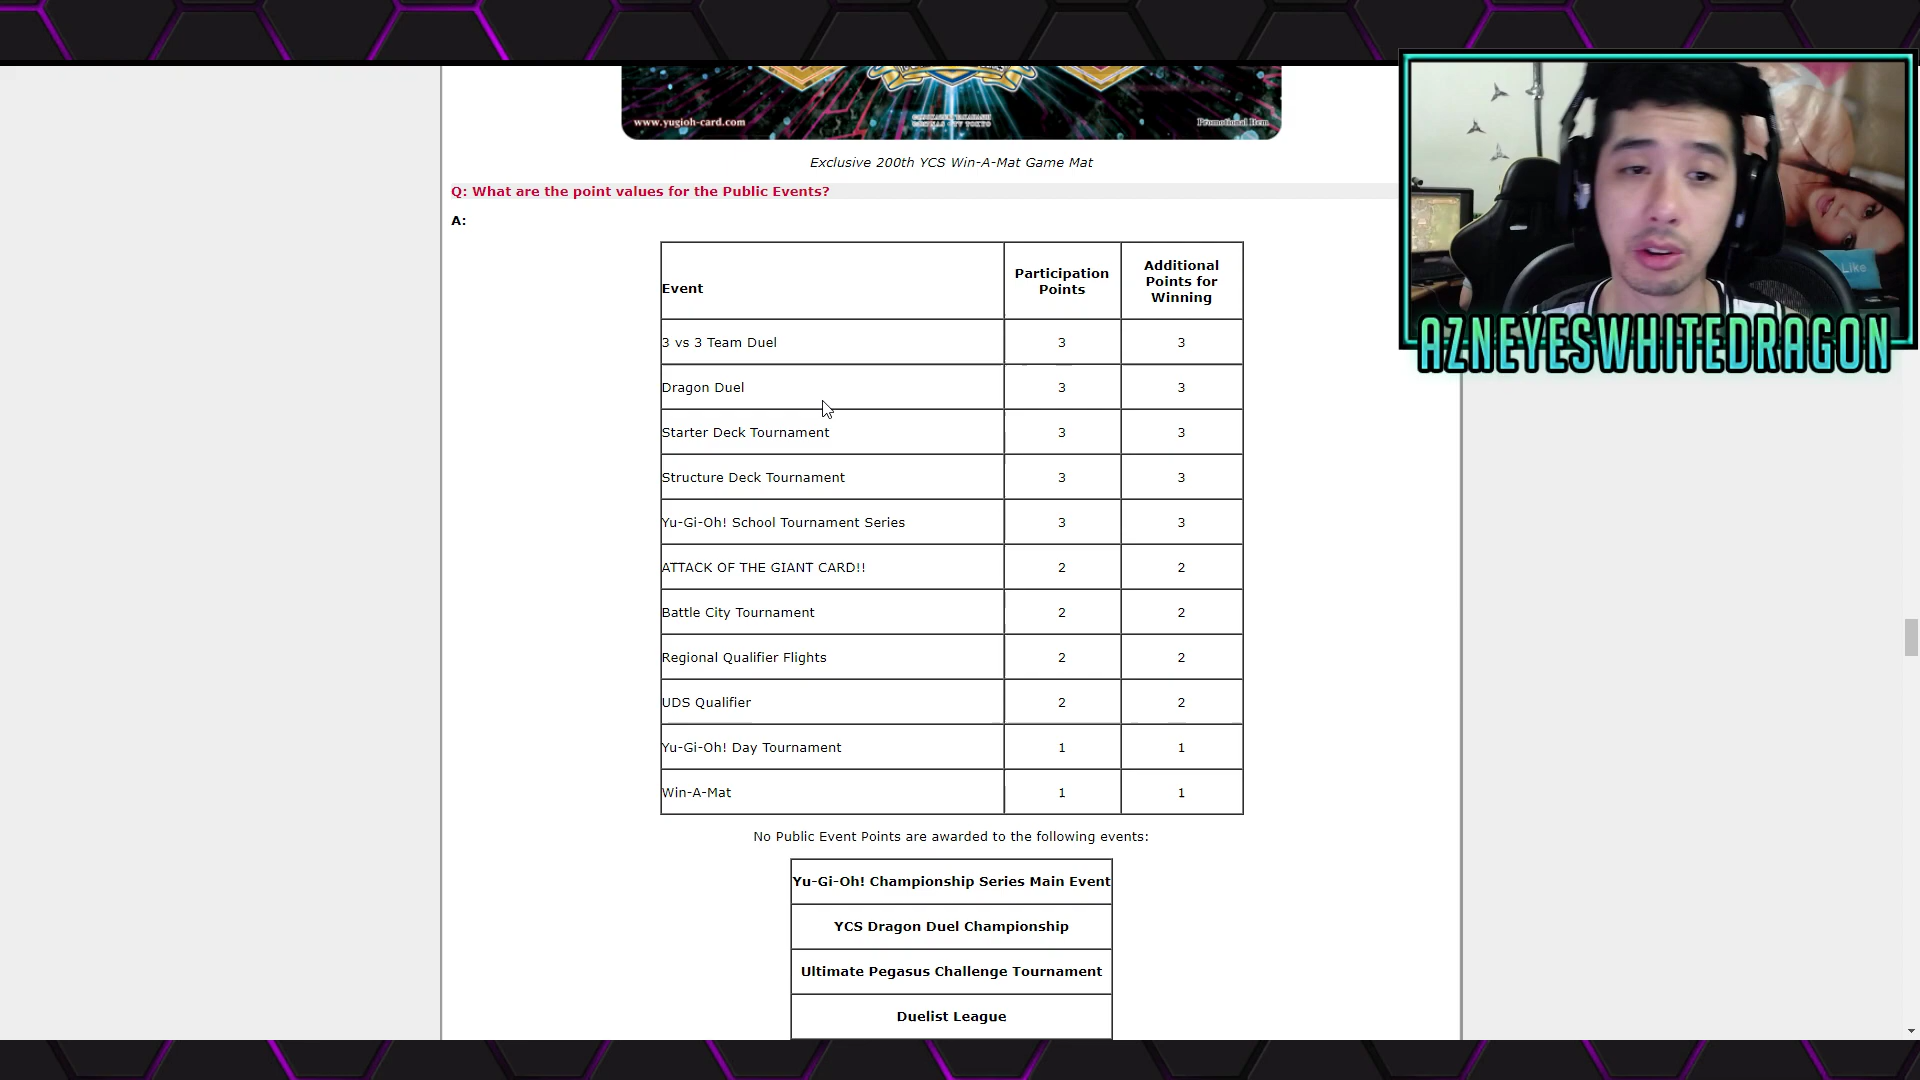 www.yugioh-card.com
Promotional Item
Exclusive 200th YCS Win-A-Mat Game Mat
Q: What are the point values for the Public Events?
A:
Event
Participation
Points
Additional
Points for
Winning
3 vs 3 Team Duel 3 3
Dragon Duel 3 3
Starter Deck Tournament 3 3
Structure Deck Tournament 3 3
Yu-Gi-Oh! School Tournament Series 3 3
ATTACK OF THE GIANT CARD!! 2 2
Battle City Tournament 2 2
Regional Qualifier Flights 2 2
UDS Qualifier 2 2
Yu-Gi-Oh! Day Tournament 1 1
Win-A-Mat 1 1
No Public Event Points are awarded to the following events:
Yu-Gi-Oh! Championship Series Main Event
YCS Dragon Duel Championship
Ultimate Pegasus Challenge Tournament
Duelist League
Like
AZNEYESWHITEDRAGON